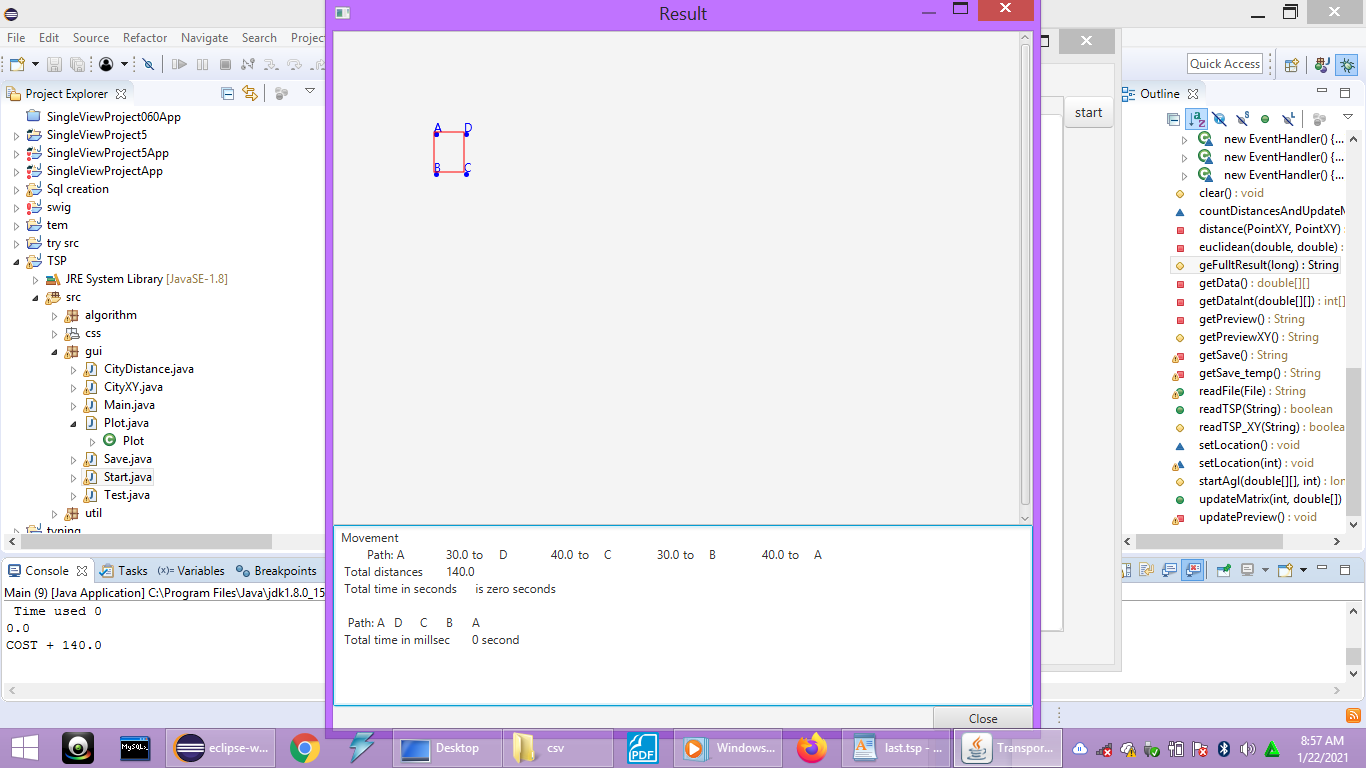 Result
File Edit Source Refactor Navigate Search Projec
Quick Access
Project Explorer
SingleViewProject060App
SingleViewProject5
SingleViewProject5App
SingleViewProjectApp
Sql creation
swig
tem
try src
TSP
JRE System Library [JavaSE-1.8]
src
algorithm
css
gui
CityDistance.java
CityXY.java
Main.java
Plot.java
Plot
Save.java
Start.java
Test.java
util
typing
A D
B C
start
Outline
new EventHandler() {...
new EventHandler() {...
new EventHandler() {...
clear() : void
countDistancesAndUpdateM
distance(PointXY, PointXY) :
euclidean(double, double) :
geFulltResult(long) : String
getData() : double[][]
getDataInt(double[][]) : int[]
getPreview() : String
getPreviewXY() : String
getSave() : String
getSave_temp() : String
readFile(File) : String
readTSP(String) : boolean
readTSP_XY(String) : boolea
setLocation() : void
setLocation(int) : void
startAgl(double[][], int) : lon
updateMatrix(int, double[])
updatePreview() : void
Movement
Path: A 30.0 to D 40.0 to C 30.0 to B 40.0 to A
Total distances 140.0
Total time in seconds is zero seconds
Path: A D C B A
Total time in millsec 0 second
Close
Console Tasks (x)= Variables Breakpoints
Main (9) [Java Application] C:\Program Files\Java\jdk1.8.0_15
Time used 0
0.0
COST + 140.0
MySQL
eclipse-w...
Desktop
csv
PDF
Windows...
last.tsp - ...
Transpor...
8:57 AM
1/22/2021